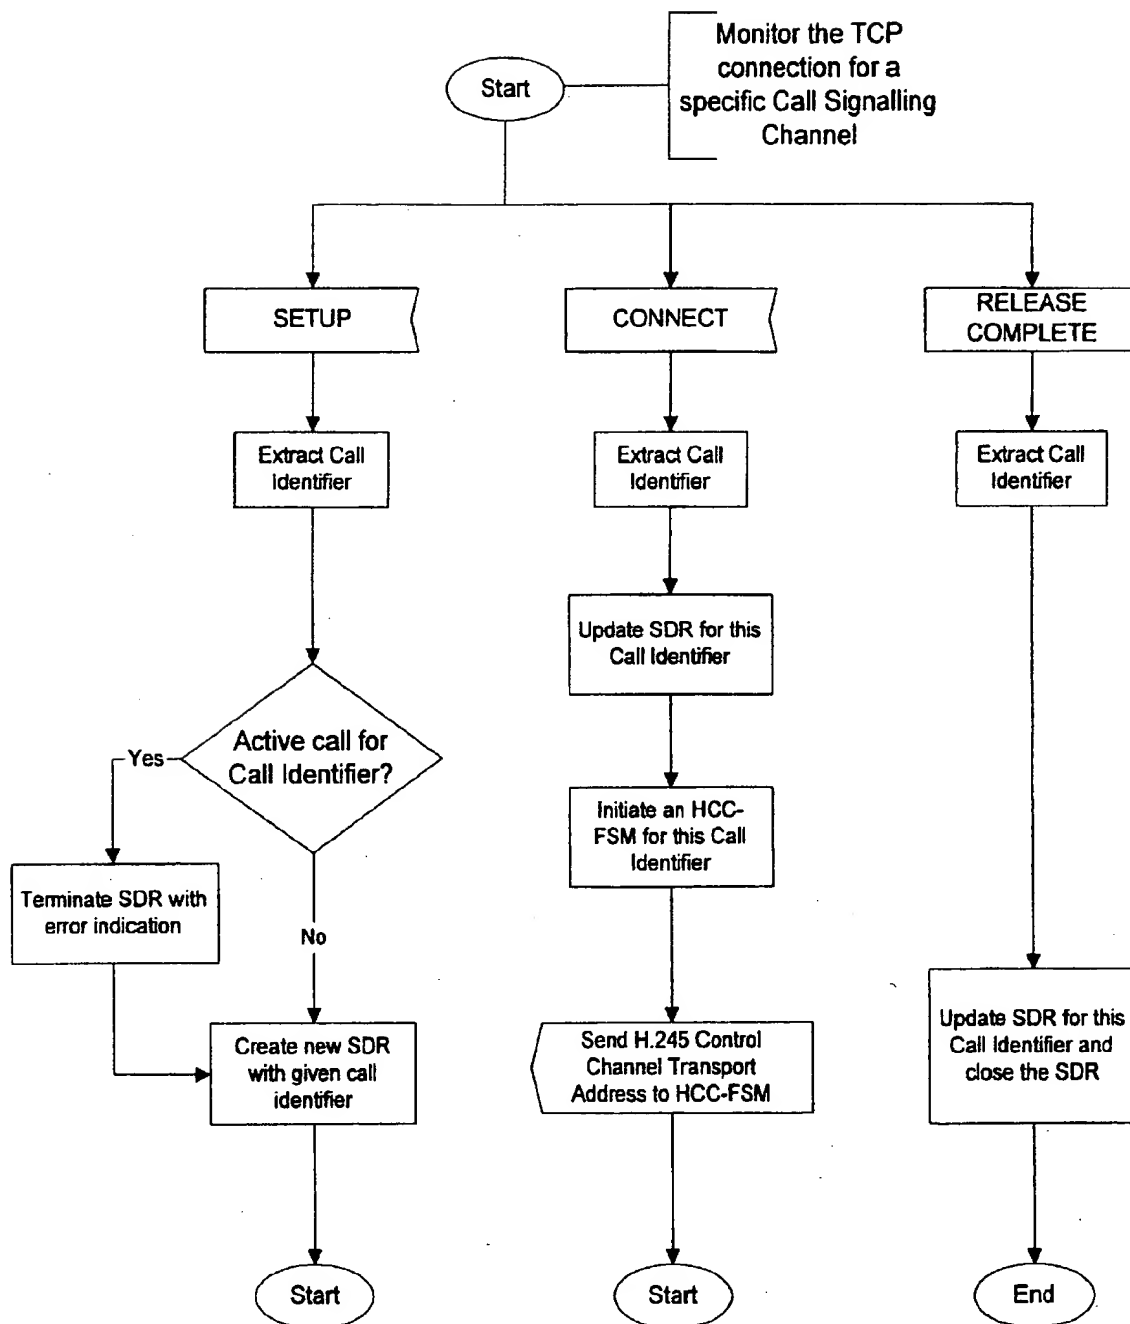 Start
Monitor the TCP
connection for a
specific Call Signalling
Channel
SETUP
CONNECT
RELEASE
COMPLETE
Extract Call
Identifier
Extract Call
Identifier
Extract Call
Identifier
Update SDR for this
Call Identifier
Active call for
Call Identifier?
Yes
Initiate an HCC-
FSM for this Call
Identifier
Terminate SDR with
error indication
No
Create new SDR
with given call
identifier
Send H.245 Control
Channel Transport
Address to HCC-FSM
Update SDR for this
Call Identifier and
close the SDR
Start
Start
End